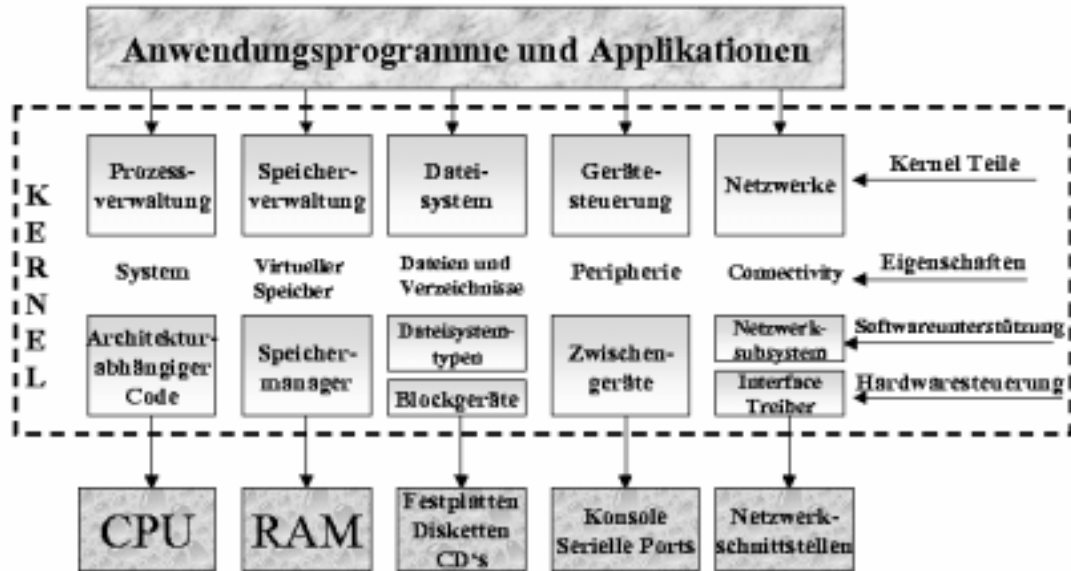 Anwendungsprogramme und Applikationen
KERNEL
Prozess-
verwaltung
Speicher-
verwaltung
Datei-
system
Geräte-
steuerung
Netzwerke
Kernel Teile
System
Virtueller
Speicher
Dateien und
Verzeichnisse
Peripherie
Connectivity
Eigenschaften
Architektur-
abhängiger
Code
Speicher-
manager
Dateisystem-
typen
Blockgeräte
Zwischen-
geräte
Netzwerk-
subsystem
Interface
Treiber
Softwareunterstützung
Hardwaresteuerung
CPU
RAM
Festplatten
Disketten
CD's
Konsole
Serielle Ports
Netzwerk-
schnittstellen